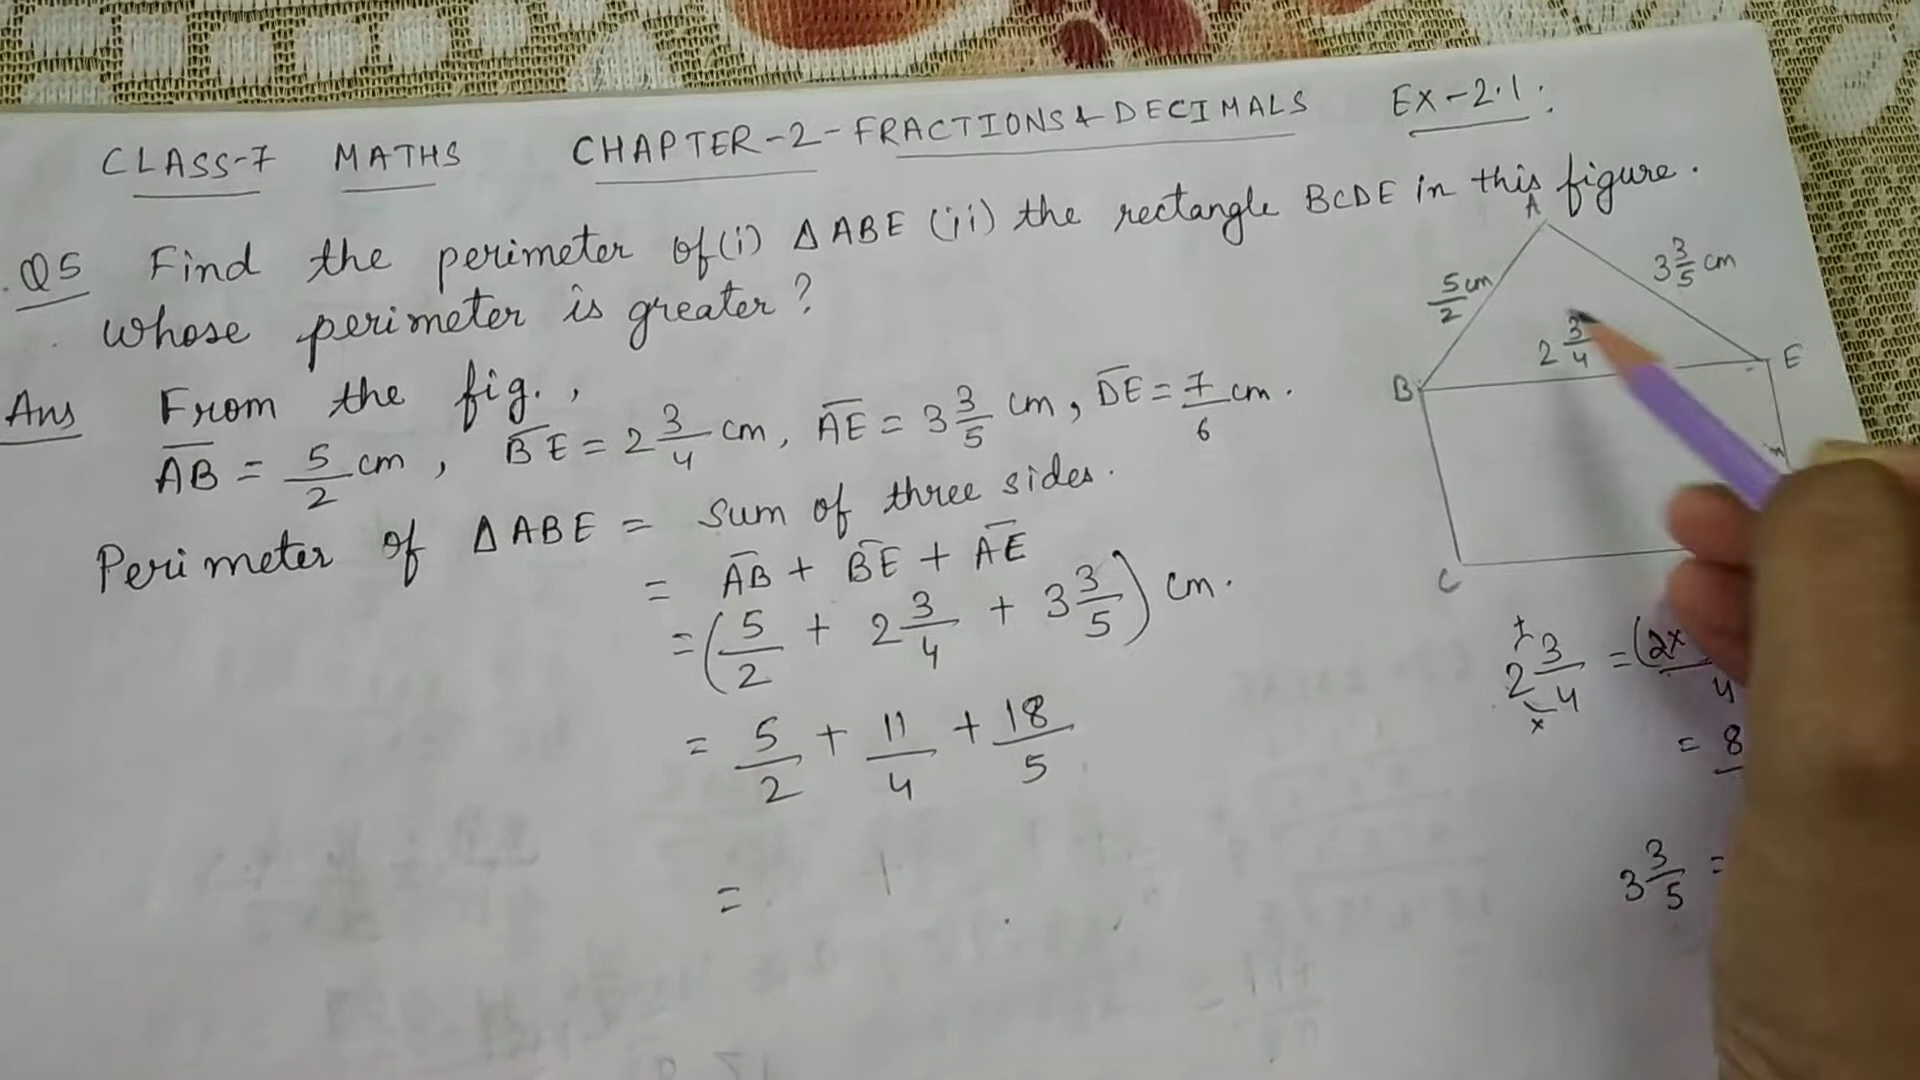 CLASS-7 MATHS CHAPTER-2-FRACTIONS & DECIMALS EX-2.1:
Q5 Find the perimeter of (i) △ABE (ii) the rectangle BCDE in this figure.
Whose perimeter is greater?
Ans From the fig.,
AB = 5/2 cm, BE = 2 3/4 cm, AE = 3 3/5 cm, DE = 7/6 cm.
Perimeter of △ABE = sum of three sides.
= AB + BE + AE
= (5/2 + 2 3/4 + 3 3/5) cm.
= 5/2 + 11/4 + 18/5
=
A
5/2 cm
3 3/5 cm
2 3/4
B
E
C
2 3/4 = (2x
4
= 8
3 3/5 =